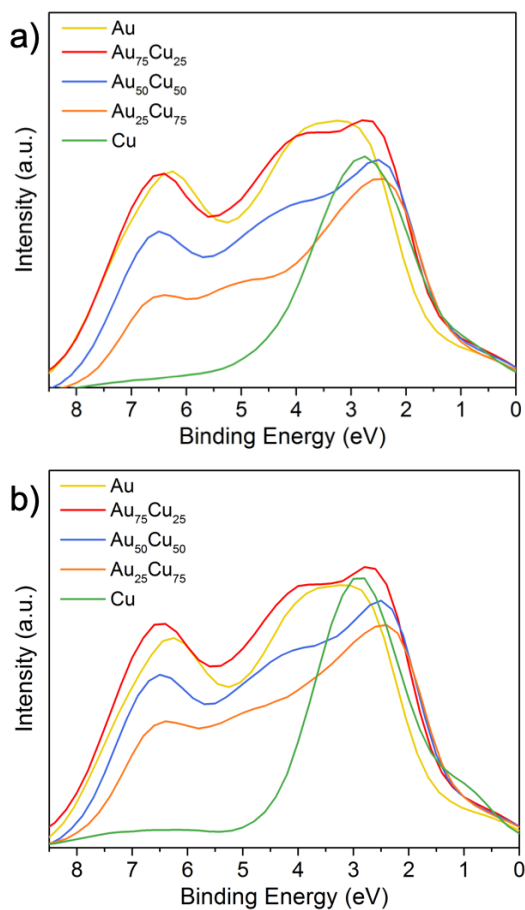 a)
Au
Au₇₅Cu₂₅
Au₅₀Cu₅₀
Au₂₅Cu₇₅
Cu
Intensity (a.u.)
8 7 6 5 4 3 2 1 0
Binding Energy (eV)
b)
Au
Au₇₅Cu₂₅
Au₅₀Cu₅₀
Au₂₅Cu₇₅
Cu
Intensity (a.u.)
8 7 6 5 4 3 2 1 0
Binding Energy (eV)